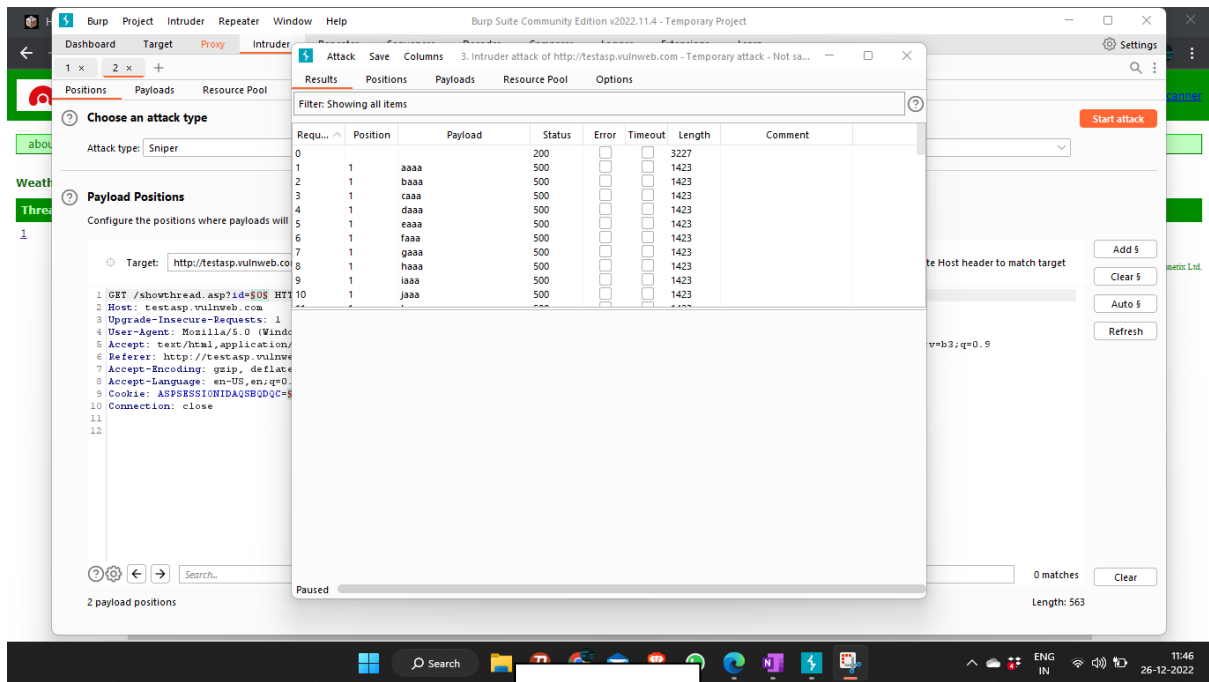 Burp Project Intruder Repeater Window Help Burp Suite Community Edition v2022.11.4 - Temporary Project
Dashboard Target Proxy Intruder Settings
1 × 2 × +
Positions Payloads Resource Pool
Choose an attack type
Start attack
Attack type: Sniper
Payload Positions
Configure the positions where payloads will
Target: http://testasp.vulnweb.co
te Host header to match target
Add §
Clear §
Auto §
Refresh
1 GET /showthread.asp?id=§0§ HTT
2 Host: testasp.vulnweb.com
3 Upgrade-Insecure-Requests: 1
4 User-Agent: Mozilla/5.0 (Windo
5 Accept: text/html,application/ v=b3;q=0.9
6 Referer: http://testasp.vulnwe
7 Accept-Encoding: gzip, deflate
8 Accept-Language: en-US,en;q=0.
9 Cookie: ASPSESSIONIDAQSBQDQC=§
10 Connection: close
11
12
Search...
0 matches
Clear
2 payload positions
Length: 563
Attack Save Columns 3. Intruder attack of http://testasp.vulnweb.com - Temporary attack - Not sa...
Results Positions Payloads Resource Pool Options
Filter: Showing all items
Requ... Position Payload Status Error Timeout Length Comment
0 200 3227
1 1 aaaa 500 1423
2 1 baaa 500 1423
3 1 caaa 500 1423
4 1 daaa 500 1423
5 1 eaaa 500 1423
6 1 faaa 500 1423
7 1 gaaa 500 1423
8 1 haaa 500 1423
9 1 iaaa 500 1423
10 1 jaaa 500 1423
Paused
abou
Weath
Threa
1
canner
netix Ltd.
Search
ENG
IN
11:46
26-12-2022